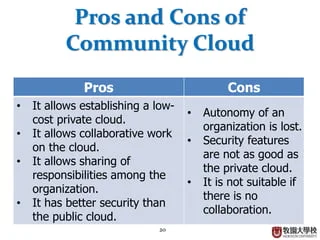 Pros and Cons of
Community Cloud
Pros
Cons
• It allows establishing a low-
cost private cloud.
• It allows collaborative work
on the cloud.
• It allows sharing of
responsibilities among the
organization.
• It has better security than
the public cloud.
• Autonomy of an
organization is lost.
• Security features
are not as good as
the private cloud.
• It is not suitable if
there is no
collaboration.
20